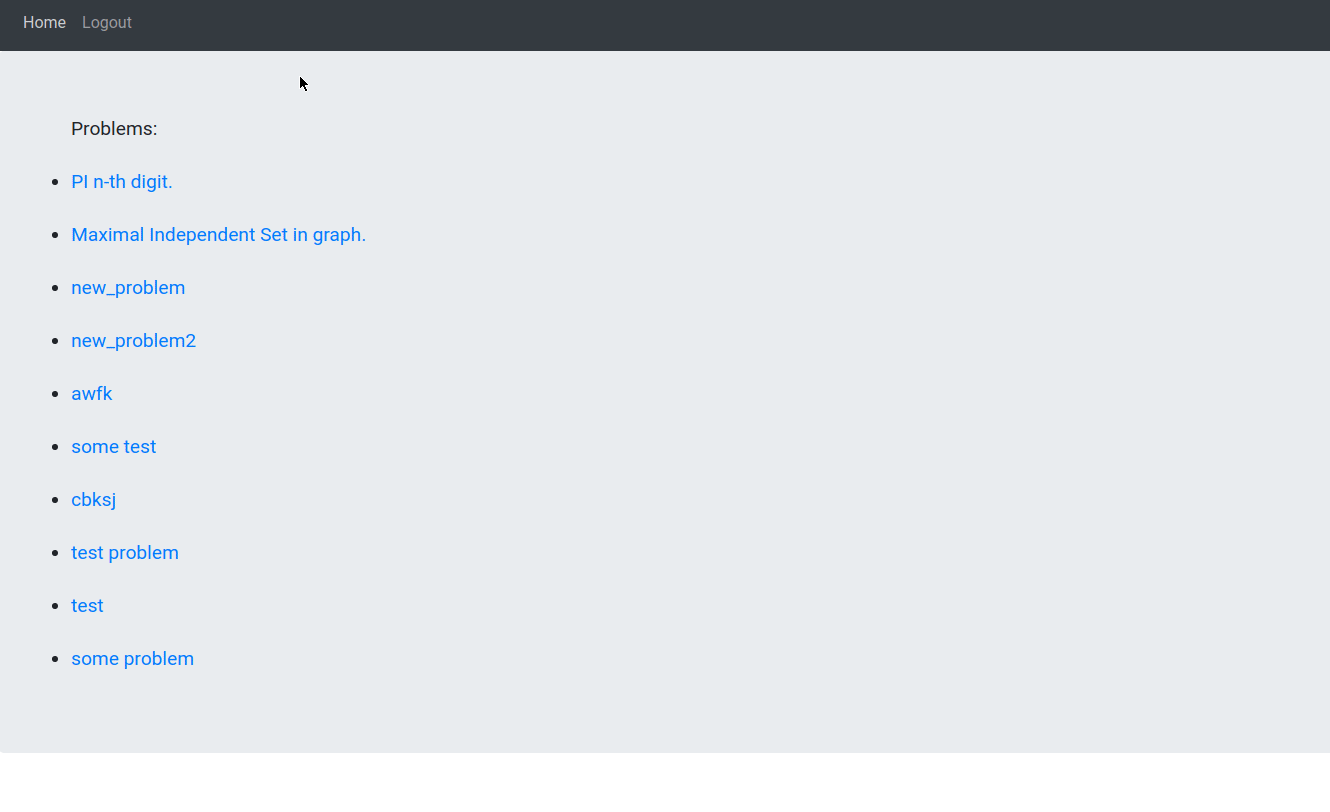 Home Logout
Problems:
PI n-th digit.
Maximal Independent Set in graph.
new_problem
new_problem2
awfk
some test
cbksj
test problem
test
some problem